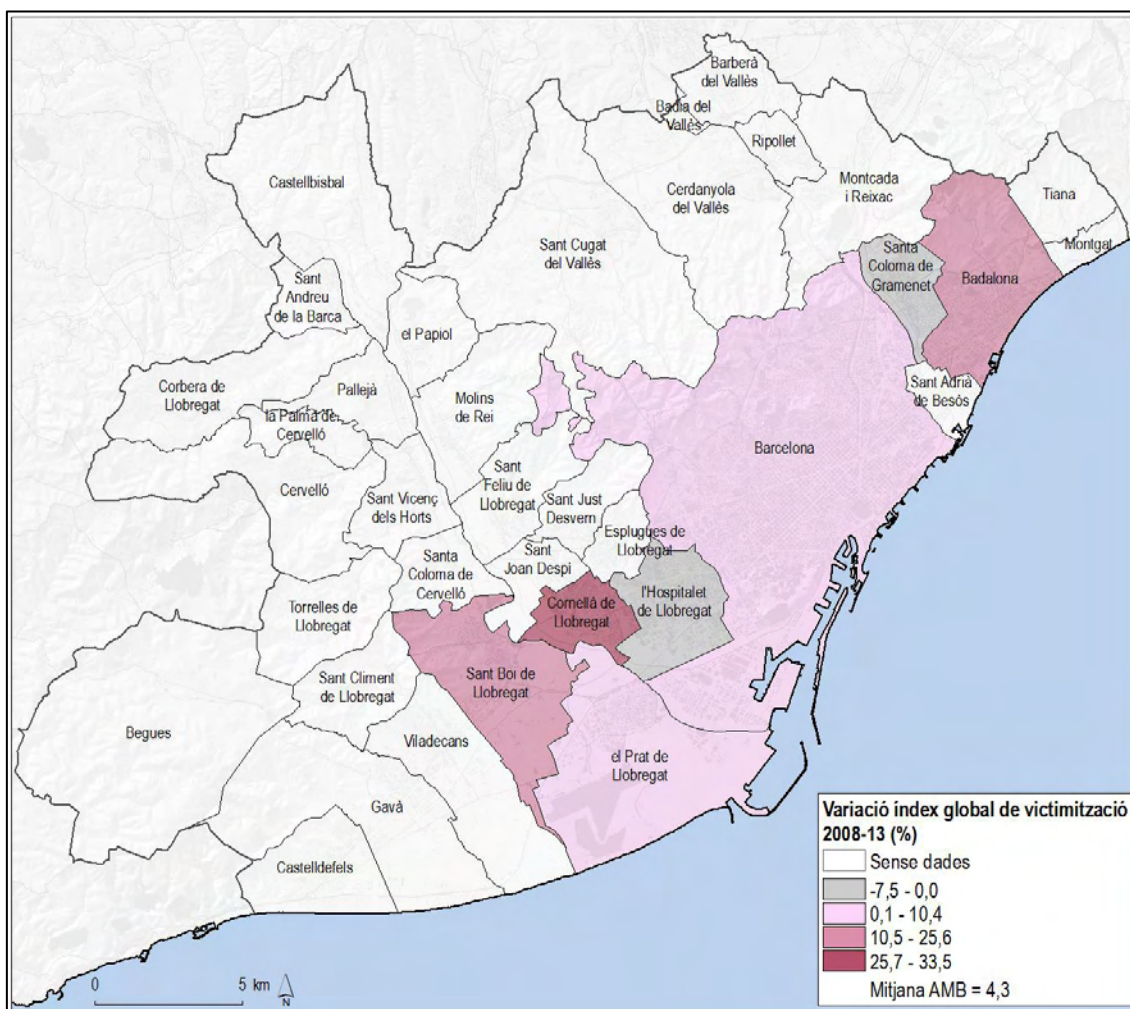 Barberà
del Vallès
Badia del
Vallès
Ripollet
Castellbisbal
Montcada
i Reixac
Cerdanyola
del Vallès
Tiana
Sant Cugat
del Vallès
Montgat
Santa
Coloma de
Gramenet
Badalona
Sant
Andreu
de la Barca
el Papiol
Corbera de
Llobregat
Pallejà
Molins
de Rei
Sant Adrià
de Besòs
la Palma de
Cervelló
Barcelona
Cervelló
Sant
Feliu de
Llobregat
Sant Vicenç
dels Horts
Sant Just
Desvern
Esplugues de
Llobregat
Santa
Coloma de
Cervelló
Sant
Joan Despí
Torrelles de
Llobregat
Cornellà de
Llobregat
l'Hospitalet
de Llobregat
Sant Climent
de Llobregat
Sant Boi de
Llobregat
Begues
Viladecans
el Prat de
Llobregat
Gavà
Castelldefels
Variació índex global de victimització
2008-13 (%)
Sense dades
-7,5 - 0,0
0,1 - 10,4
10,5 - 25,6
25,7 - 33,5
Mitjana AMB = 4,3
0 5 km
N